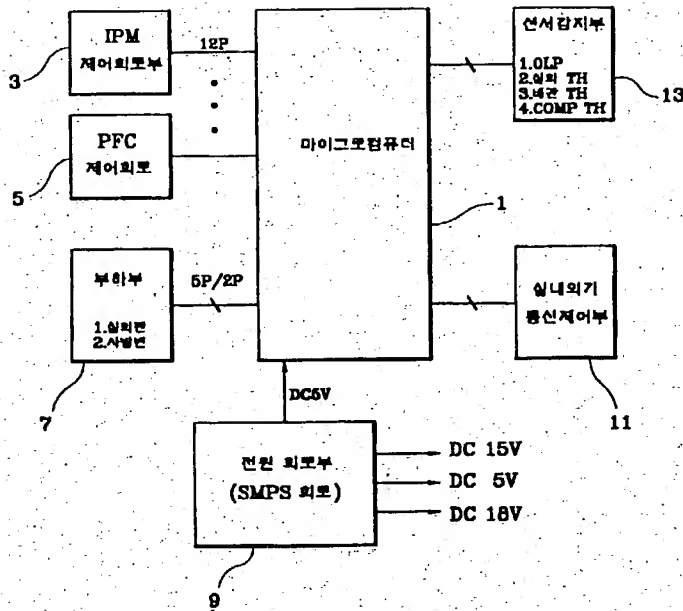 IPM
제어회로부
3
12P
PFC
제어회로
5
부하부
1.실외팬
2.사방변
7
5P/2P
마이크로컴퓨터
1
센서감지부
1.OLP
2.실외 TH
3.배관 TH
4.COMP TH
13
실내외기
통신제어부
11
DC5V
전원 회로부
(SMPS 회로)
9
DC 15V
DC 5V
DC 18V